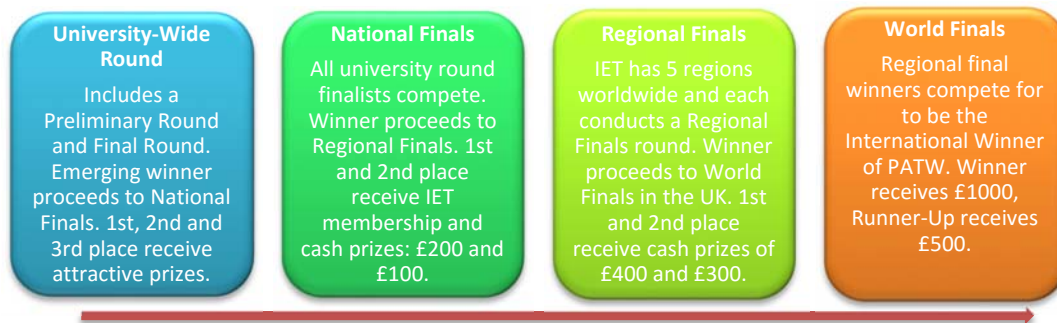 University-Wide
Round
Includes a
Preliminary Round
and Final Round.
Emerging winner
proceeds to National
Finals. 1st, 2nd and
3rd place receive
attractive prizes.
National Finals
All university round
finalists compete.
Winner proceeds to
Regional Finals. 1st
and 2nd place
receive IET
membership and
cash prizes: £200 and
£100.
Regional Finals
IET has 5 regions
worldwide and each
conducts a Regional
Finals round. Winner
proceeds to World
Finals in the UK. 1st
and 2nd place
receive cash prizes of
£400 and £300.
World Finals
Regional final
winners compete for
to be the
International Winner
of PATW. Winner
receives £1000,
Runner-Up receives
£500.